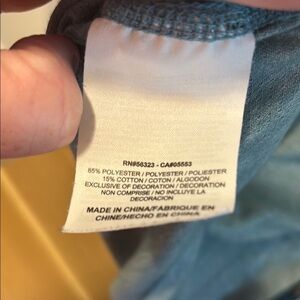 RN#56323 - CA#05553
85% POLYESTER / POLYESTER / POLIESTER
15% COTTON / COTON / ALGODON
EXCLUSIVE OF DECORATION / DECORATION
NON COMPRISE / NO INCLUYE LA
DECORACION
MADE IN CHINA/FABRIQUE EN
CHINE/HECHO EN CHINA